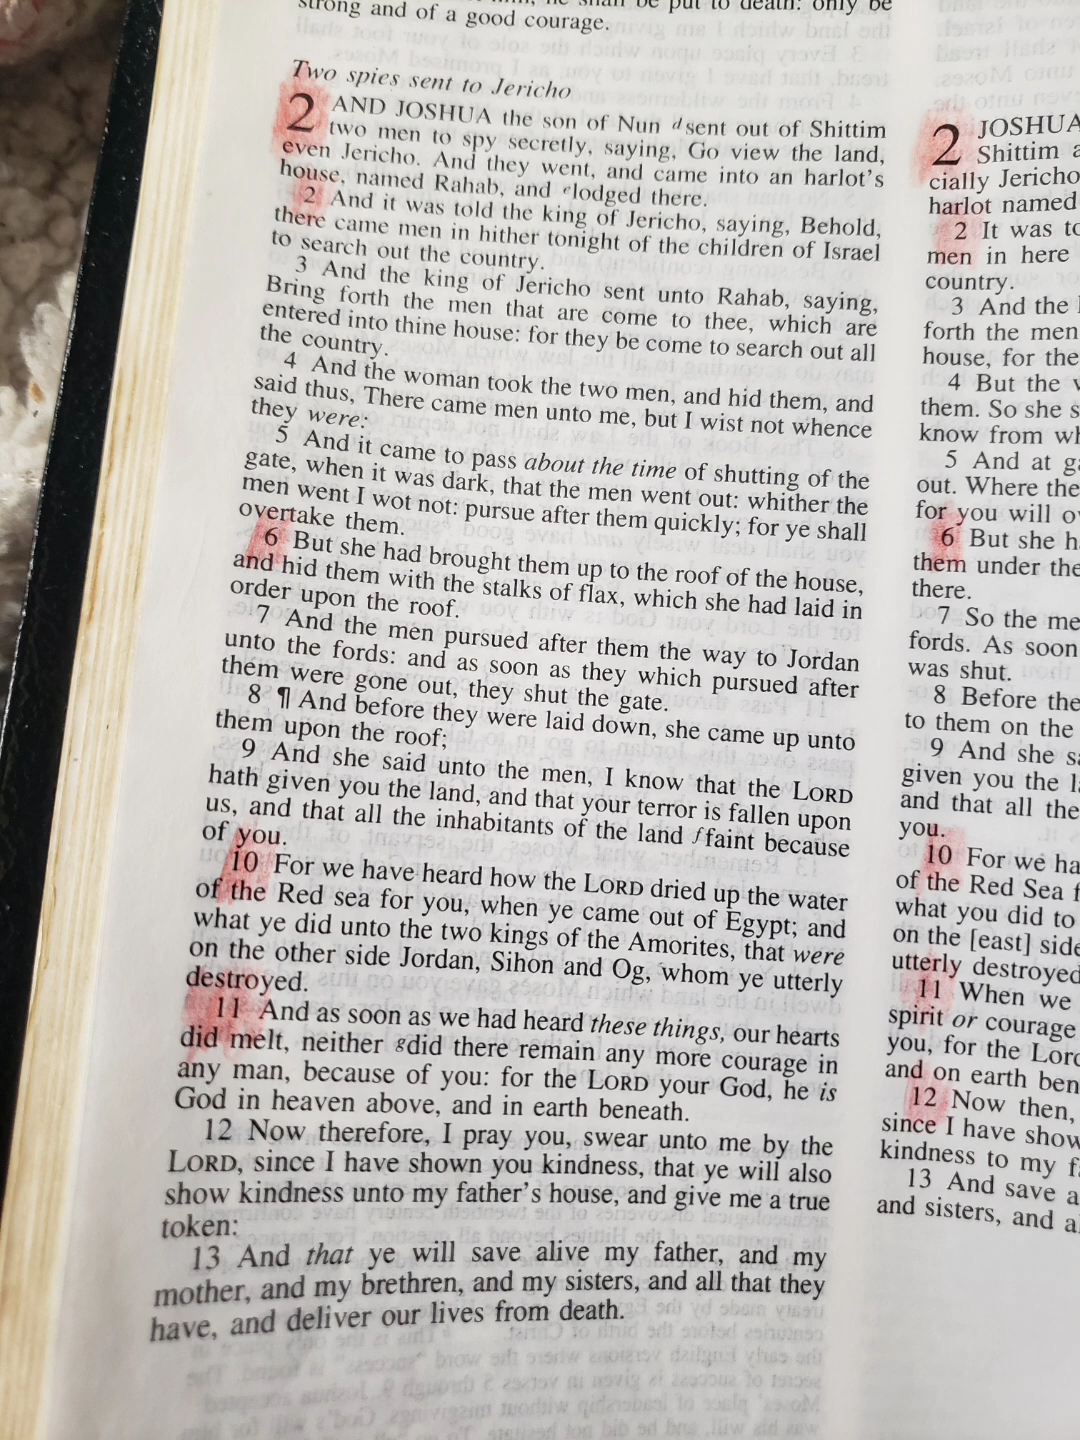 strong and of a good courage.
Two spies sent to Jericho
2 AND JOSHUA the son of Nun d sent out of Shittim
two men to spy secretly, saying, Go view the land,
even Jericho. And they went, and came into an harlot's
house, named Rahab, and e lodged there.
2 And it was told the king of Jericho, saying, Behold,
there came men in hither tonight of the children of Israel
to search out the country.
3 And the king of Jericho sent unto Rahab, saying,
Bring forth the men that are come to thee, which are
entered into thine house: for they be come to search out all
the country.
4 And the woman took the two men, and hid them, and
said thus, There came men unto me, but I wist not whence
they were:
5 And it came to pass about the time of shutting of the
gate, when it was dark, that the men went out: whither the
men went I wot not: pursue after them quickly; for ye shall
overtake them.
6 But she had brought them up to the roof of the house,
and hid them with the stalks of flax, which she had laid in
order upon the roof.
7 And the men pursued after them the way to Jordan
unto the fords: and as soon as they which pursued after
them were gone out, they shut the gate.
8 ¶ And before they were laid down, she came up unto
them upon the roof;
9 And she said unto the men, I know that the LORD
hath given you the land, and that your terror is fallen upon
us, and that all the inhabitants of the land f faint because
of you.
10 For we have heard how the LORD dried up the water
of the Red sea for you, when ye came out of Egypt; and
what ye did unto the two kings of the Amorites, that were
on the other side Jordan, Sihon and Og, whom ye utterly
destroyed.
11 And as soon as we had heard these things, our hearts
did melt, neither g did there remain any more courage in
any man, because of you: for the LORD your God, he is
God in heaven above, and in earth beneath.
12 Now therefore, I pray you, swear unto me by the
LORD, since I have shown you kindness, that ye will also
show kindness unto my father's house, and give me a true
token:
13 And that ye will save alive my father, and my
mother, and my brethren, and my sisters, and all that they
have, and deliver our lives from death.
2 JOSHUA
Shittim
cially Jericho
harlot named
2 It was
men in here
country.
3 And the
forth the men
house, for
4 But the
them. So she
know from
5 And at
out. Where
for you will
6 But she
them under the
there.
7 So the
fords. As soon
was shut.
8 Before
to them on the
9 And she
given you the
and that all the
you.
10 For we
of the Red Sea
what you did to
on the [east] side
utterly destroyed
11 When we
spirit or courage
you, for the
and on earth
12 Now then,
since I have
kindness to my
13 And save
and sisters, and